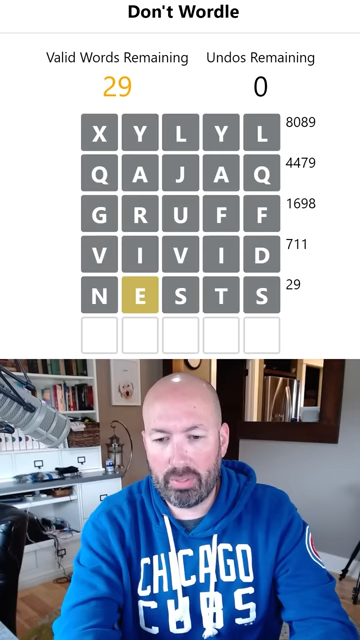 Don't Wordle
Valid Words Remaining Undos Remaining
29 0
X Y L Y L 8089
Q A J A Q 4479
G R U F F 1698
V I V I D 711
N E S T S 29
CHICAGO
CUBS